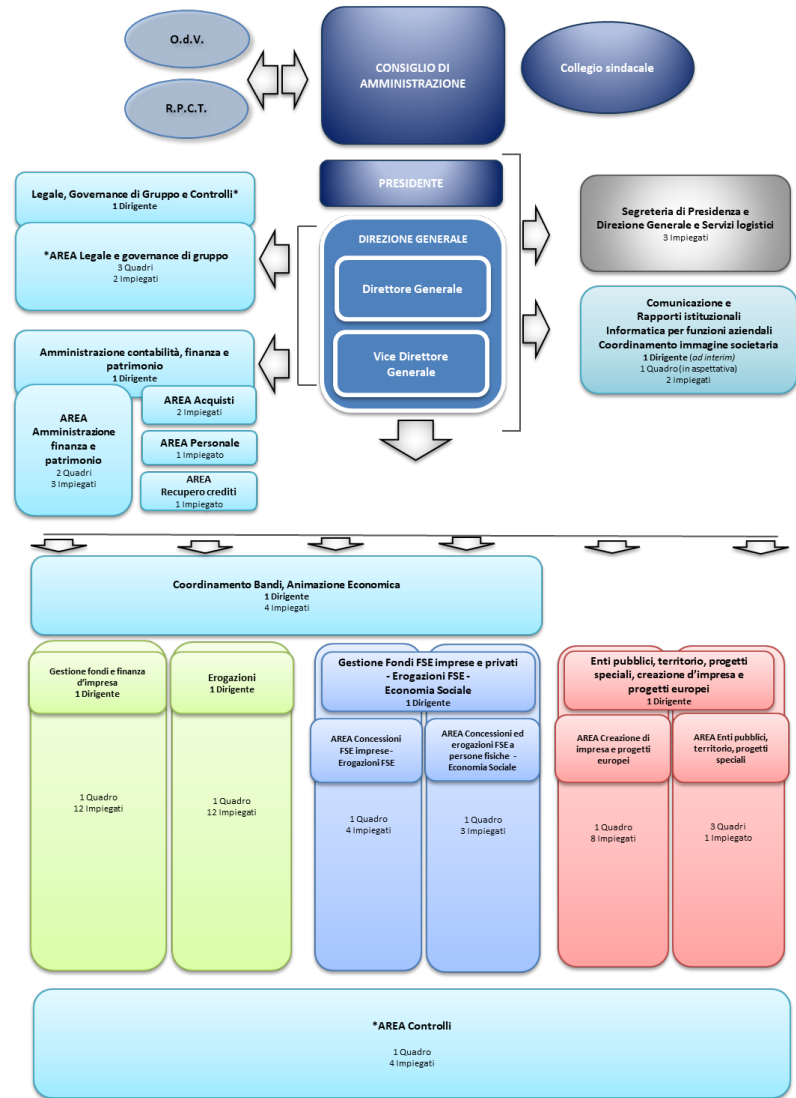 O.d.V.
R.P.C.T.
CONSIGLIO DI
AMMINISTRAZIONE
Collegio sindacale
PRESIDENTE
Legale, Governance di Gruppo e Controlli*
1 Dirigente
*AREA Legale e governance di gruppo
3 Quadri
2 Impiegati
DIREZIONE GENERALE
Direttore Generale
Vice Direttore
Generale
Segreteria di Presidenza e
Direzione Generale e Servizi logistici
3 Impiegati
Comunicazione e
Rapporti istituzionali
Informatica per funzioni aziendali
Coordinamento immagine societaria
1 Dirigente (ad interim)
1 Quadro (in aspettativa)
2 impiegati
Amministrazione contabilità, finanza e
patrimonio
1 Dirigente
AREA
Amministrazione
finanza e
patrimonio
2 Quadri
3 Impiegati
AREA Acquisti
2 Impiegati
AREA Personale
1 Impiegato
AREA
Recupero crediti
1 Impiegato
Coordinamento Bandi, Animazione Economica
1 Dirigente
4 Impiegati
Gestione fondi e finanza
d'impresa
1 Dirigente
1 Quadro
12 Impiegati
Erogazioni
1 Dirigente
1 Quadro
12 Impiegati
Gestione Fondi FSE imprese e privati
- Erogazioni FSE -
Economia Sociale
1 Dirigente
AREA Concessioni
FSE imprese -
Erogazioni FSE
1 Quadro
4 Impiegati
AREA Concessioni ed
erogazioni FSE a
persone fisiche -
Economia Sociale
1 Quadro
3 Impiegati
Enti pubblici, territorio, progetti
speciali, creazione d'impresa e
progetti europei
1 Dirigente
AREA Creazione di
impresa e progetti
europei
1 Quadro
8 Impiegati
AREA Enti pubblici,
territorio, progetti
speciali
3 Quadri
1 Impiegato
*AREA Controlli
1 Quadro
4 Impiegati